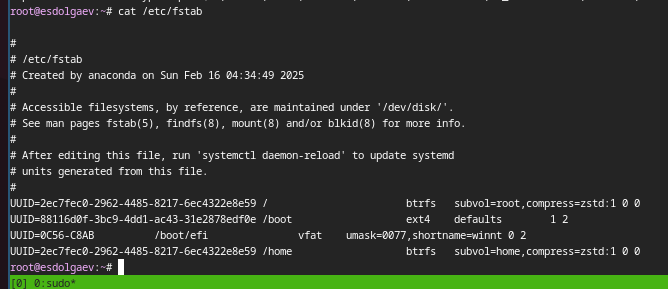 root@esdolgaev:~# cat /etc/fstab
#
# /etc/fstab
# Created by anaconda on Sun Feb 16 04:34:49 2025
#
# Accessible filesystems, by reference, are maintained under '/dev/disk/'.
# See man pages fstab(5), findfs(8), mount(8) and/or blkid(8) for more info.
#
# After editing this file, run 'systemctl daemon-reload' to update systemd
# units generated from this file.
#
UUID=2ec7fec0-2962-4485-8217-6ec4322e8e59 / btrfs subvol=root,compress=zstd:1 0 0
UUID=88116d0f-3bc9-4dd1-ac43-31e2878edf0e /boot ext4 defaults 1 2
UUID=0C56-C8AB /boot/efi vfat umask=0077,shortname=winnt 0 2
UUID=2ec7fec0-2962-4485-8217-6ec4322e8e59 /home btrfs subvol=home,compress=zstd:1 0 0
root@esdolgaev:~#
[0] 0:sudo*